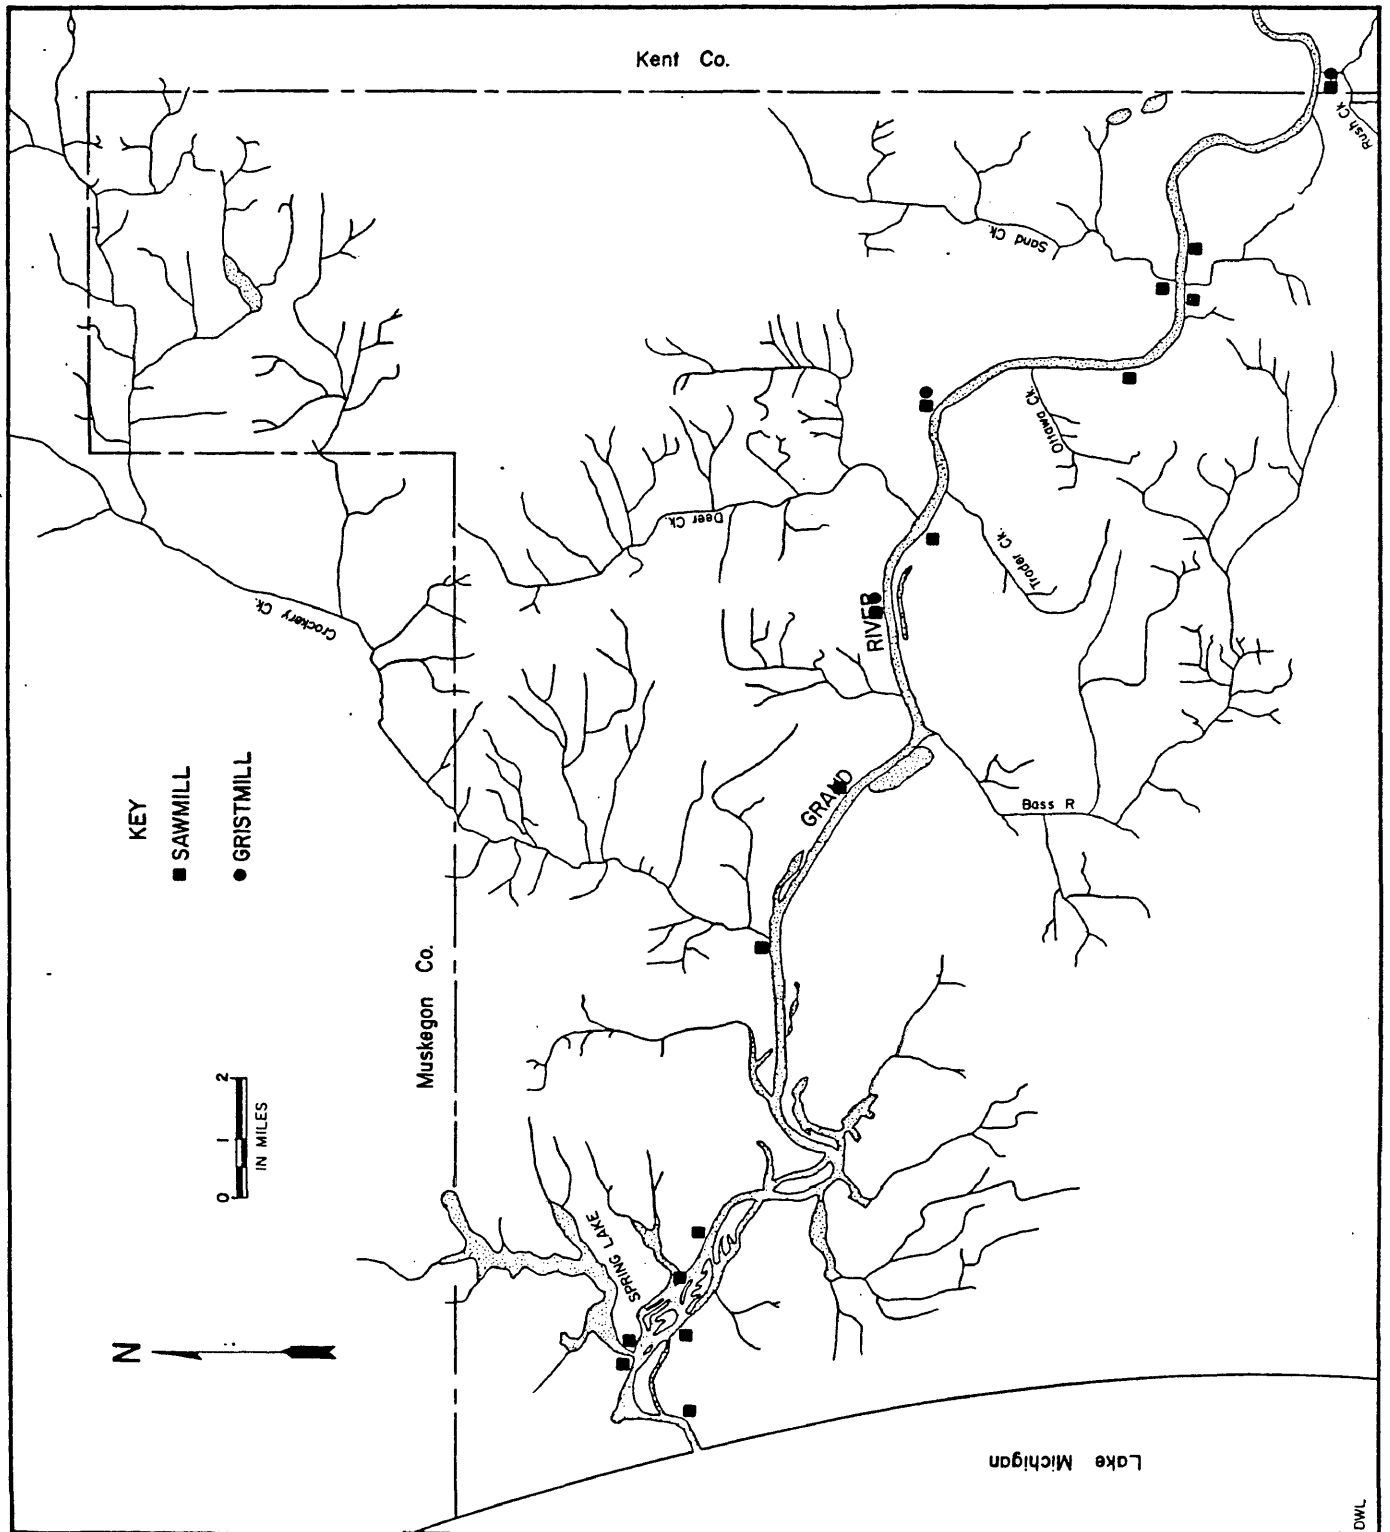 Kent Co.
Rush Ck
Sand Ck.
Ottawa Ck.
Deer Ck.
Trader Ck.
Crockery
Ck.
RIVER
GRAND
Bass R
KEY
SAWMILL
GRISTMILL
Muskegon Co.
0 1 2
IN MILES
SPRING LAKE
N
Lake Michigan
DWL